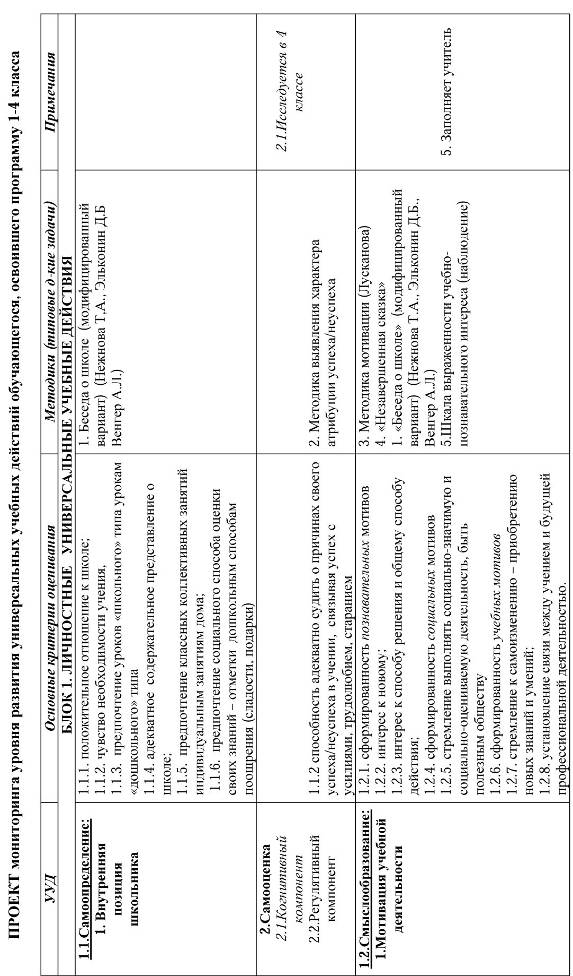 ПРОЕКТ мониторинга уровня развития универсальных учебных действий обучающегося, освоившего программу 1-4 класса
УУД
Основные критерии оценивания
Методики (типовые д-кие задачи)
Примечания
БЛОК 1. ЛИЧНОСТНЫЕ УНИВЕРСАЛЬНЫЕ УЧЕБНЫЕ ДЕЙСТВИЯ
1.1.Самоопределение:
1. Внутренняя
позиция
школьника
1.1.1. положительное отношение к школе;
1.1.2. чувство необходимости учения,
1.1.3. предпочтение уроков «школьного» типа урокам
«дошкольного» типа
1.1.4. адекватное содержательное представление о
школе;
1.1.5. предпочтение классных коллективных занятий
индивидуальным занятиям дома;
1.1.6. предпочтение социального способа оценки
своих знаний – отметки дошкольным способам
поощрения (сладости, подарки)
1. Беседа о школе (модифицированный
вариант) (Нежнова Т.А., Эльконин Д.Б
Венгер А.Л.)
2.Самооценка
2.1.Когнитивный
компонент
2.2.Регулятивный
компонент
1.1.2 способность адекватно судить о причинах своего
успеха/неуспеха в учении, связывая успех с
усилиями, трудолюбием, старанием
2. Методика выявления характера
атрибуции успеха/неуспеха
2.1.Исследуется в 4
классе
1.2.Смыслообразование:
1.Мотивация учебной
деятельности
1.2.1. сформированность познавательных мотивов
1.2.2. интерес к новому;
1.2.3. интерес к способу решения и общему способу
действия;
1.2.4. сформированность социальных мотивов
1.2.5. стремление выполнять социально-значимую и
социально-оцениваемую деятельность, быть
полезным обществу
1.2.6. сформированность учебных мотивов
1.2.7. стремление к самоизменению – приобретению
новых знаний и умений;
1.2.8. установление связи между учением и будущей
профессиональной деятельностью.
3. Методика мотивации (Лусканова)
4. «Незавершенная сказка»
1. «Беседа о школе» (модифицированный
вариант) (Нежнова Т.А., Эльконин Д.Б.,
Венгер А.Л.)
5.Шкала выраженности учебно-
познавательного интереса (наблюдение)
5. Заполняет учитель